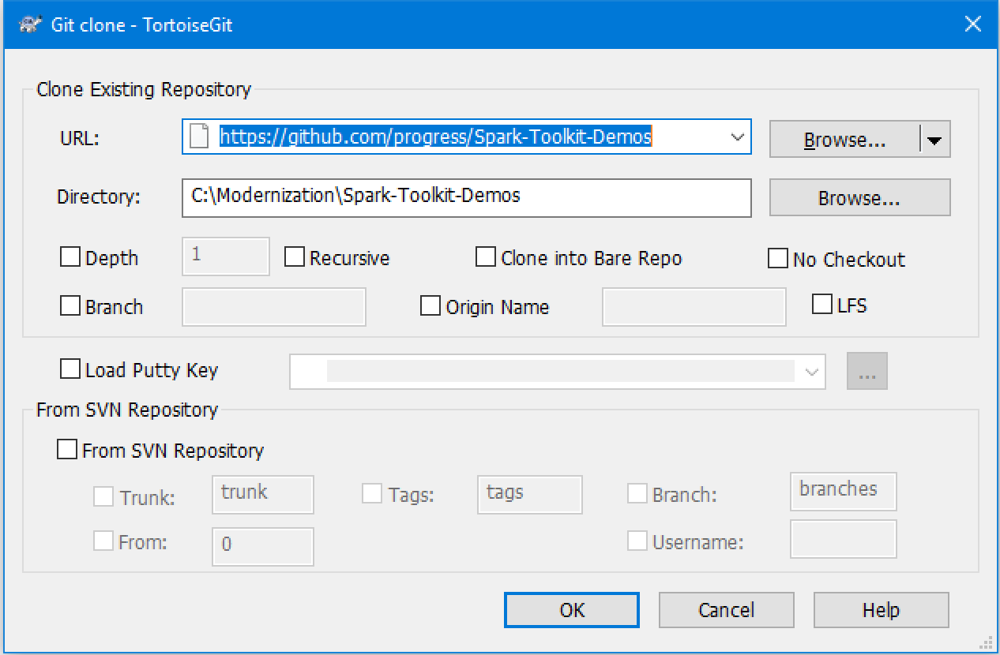 Git clone - TortoiseGit
Clone Existing Repository
URL: https://github.com/progress/Spark-Toolkit-Demos Browse...
Directory: C:\Modernization\Spark-Toolkit-Demos Browse...
Depth 1 Recursive Clone into Bare Repo No Checkout
Branch Origin Name LFS
Load Putty Key ...
From SVN Repository
From SVN Repository
Trunk: trunk Tags: tags Branch: branches
From: 0 Username:
OK Cancel Help